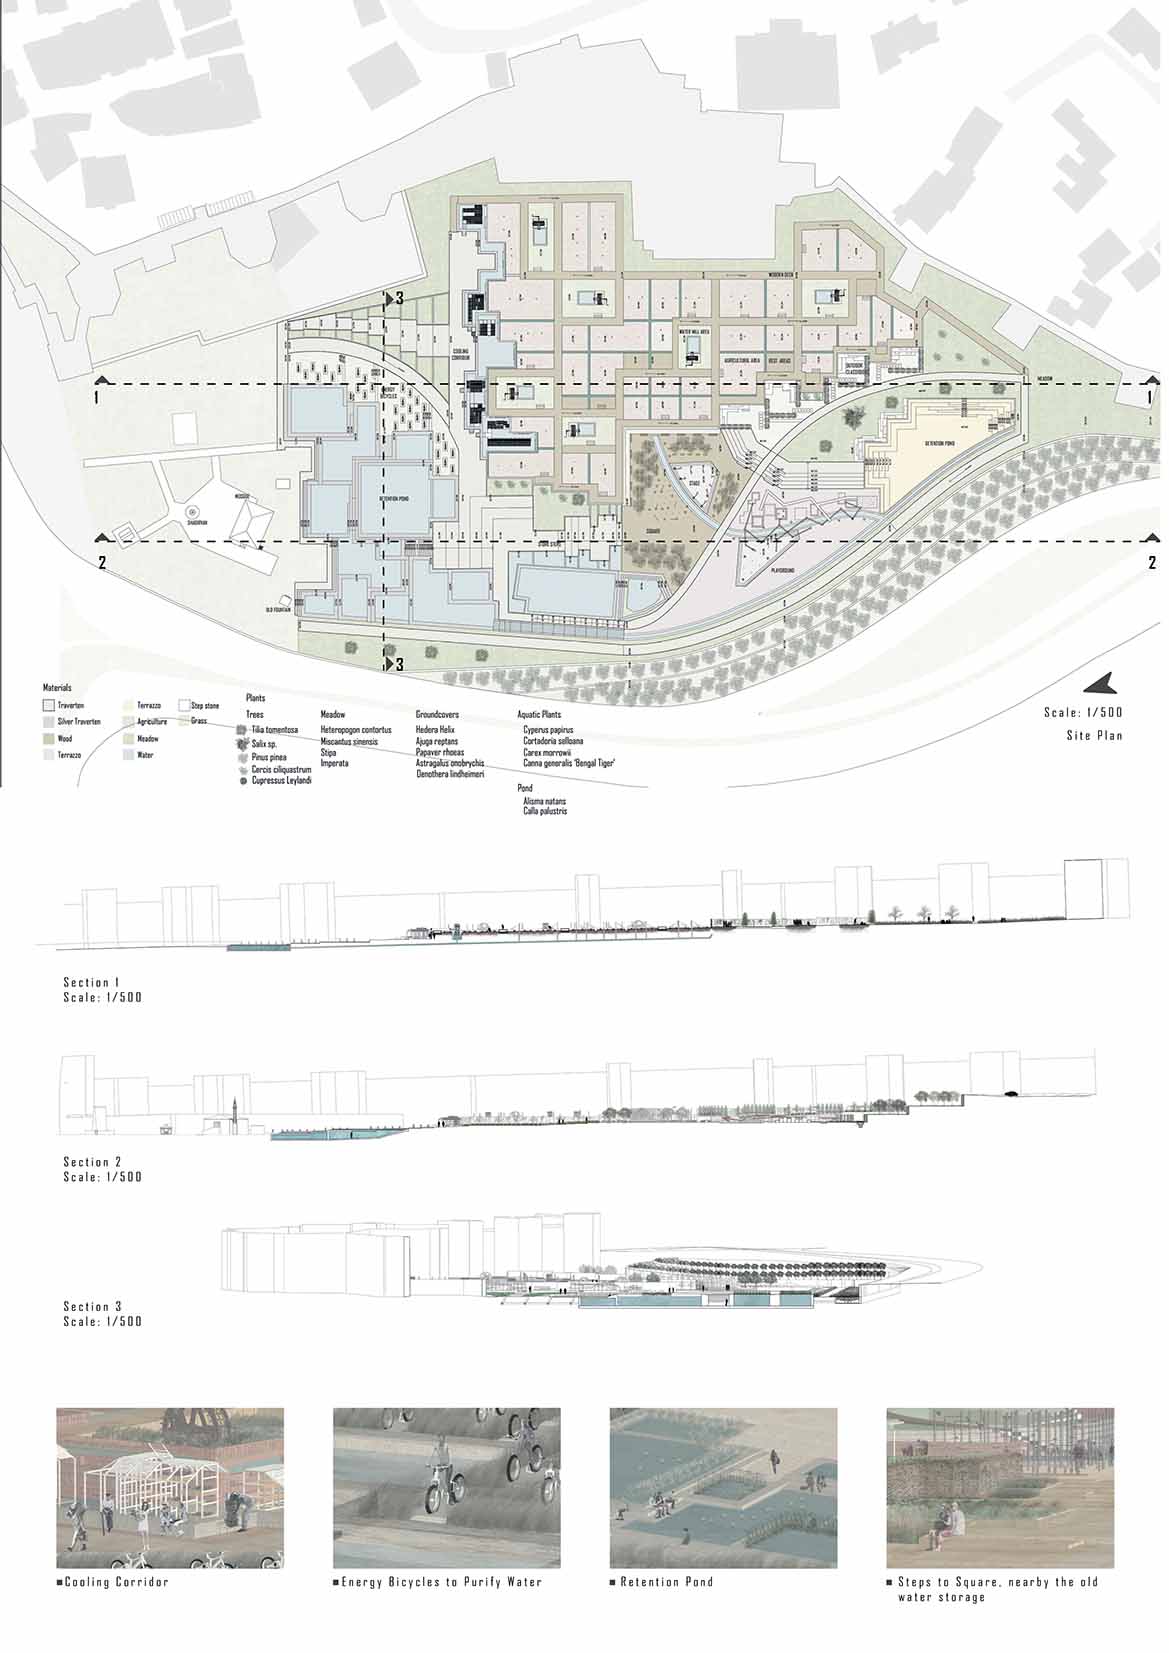 3
WOODEN DECK
COOLING
CORRIDOR
WATER MILL AREA
AGRICULTURAL AREA
REST AREAS
OUTDOOR
CLASSROOM
MEADOW
1
1
ENERGY
BICYCLES
DETENTION POND
STAGE
RETENTION POND
SQUARE
SHADIRVAN
2
2
PLAYGROUND
OLD FOUNTAIN
3
Materials
Traverten
Silver Traverten
Wood
Terrazzo
Terrazzo
Agriculture
Meadow
Water
Step stone
Grass
Plants
Trees
Tilia tomentosa
Salix sp.
Pinus pinea
Cercis ciliquastrum
Cupressus Leylandi
Meadow
Heteropogon contortus
Miscantus sinensis
Stipa
Imperata
Groundcovers
Hedera Helix
Ajuga reptans
Papaver rhoeas
Astragalus onobrychis
Oenothera lindheimeri
Aquatic Plants
Cyperus papirus
Cortadoria selloana
Carex morrowii
Canna generalis 'Bengal Tiger'
Pond
Alisma natans
Calla palustris
Scale: 1/500
Site Plan
Section 1
Scale: 1/500
Section 2
Scale: 1/500
Section 3
Scale: 1/500
Cooling Corridor
Energy Bicycles to Purify Water
Retention Pond
Steps to Square, nearby the old
water storage